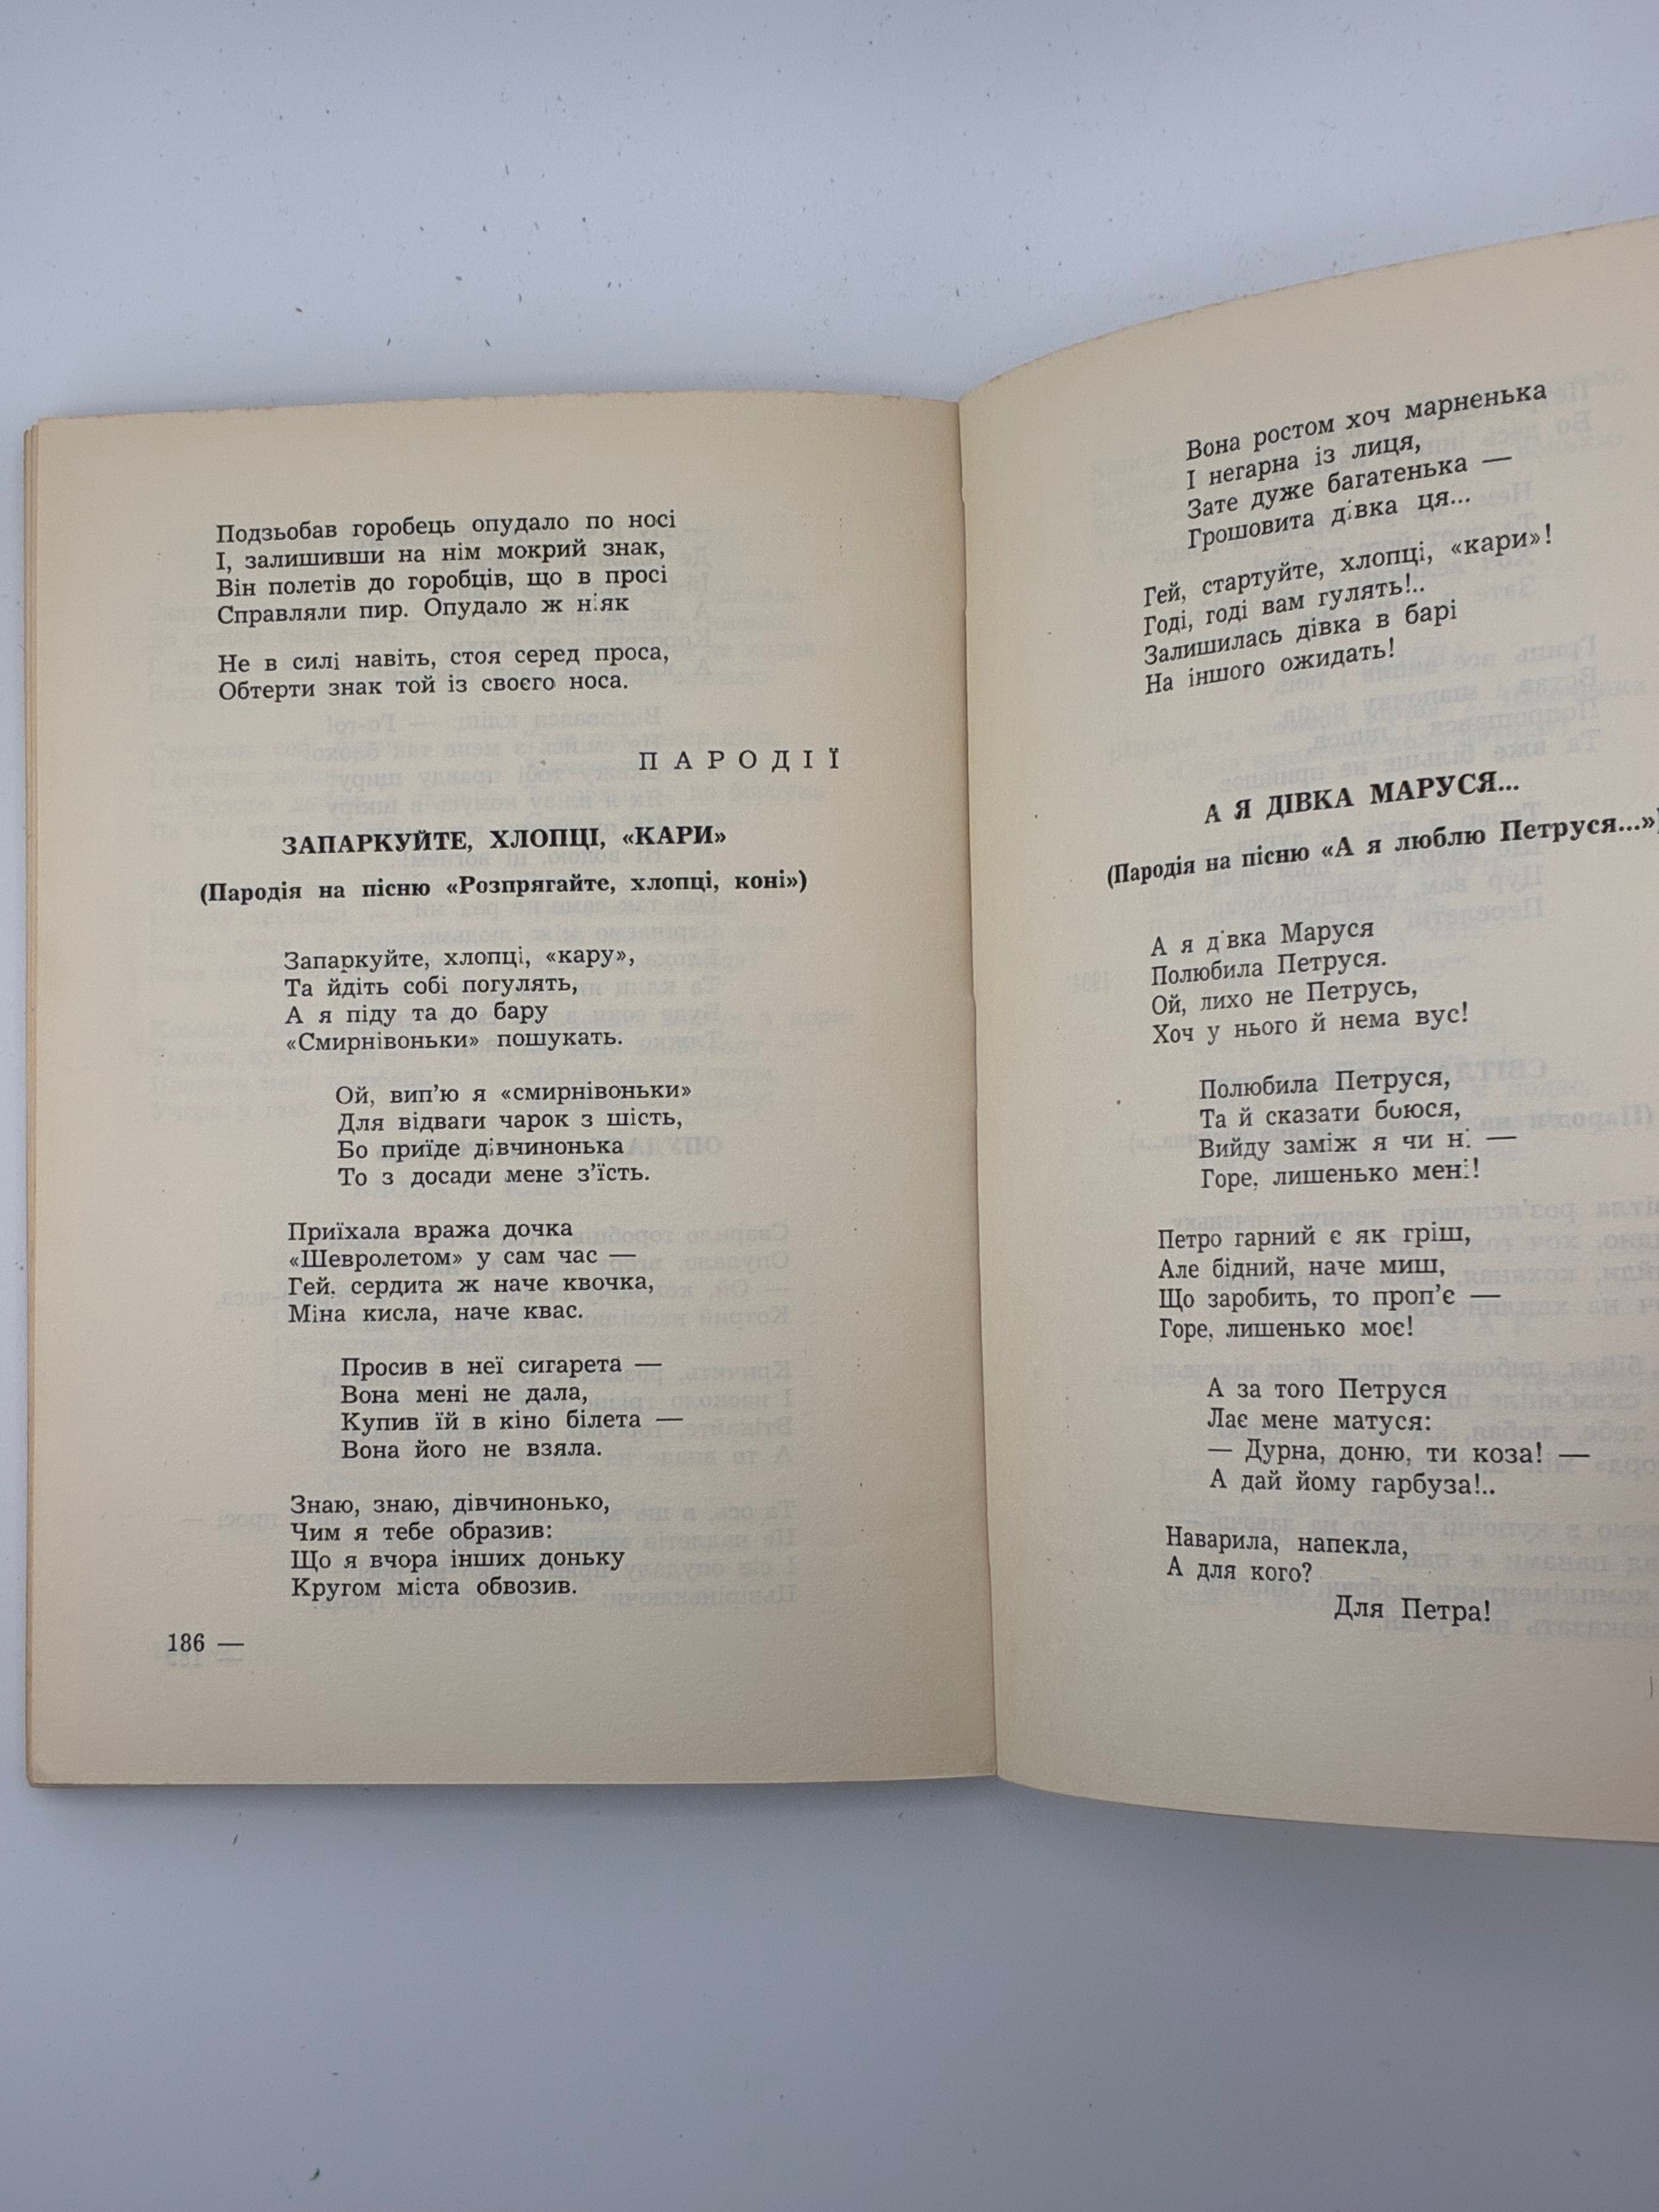 Подзьобав горобець опудало по носі
І, залишивши на нім мокрий знак,
Він полетів до горобців, що в просі
Справляли пир. Опудало ж ніяк
Не в силі навіть, стоя серед проса,
Обтерти знак той із своєго носа.
ПАРОДІЇ
ЗАПАРКУЙТЕ, ХЛОПЦІ, «КАРИ»
(Пародія на пісню «Розпрягайте, хлопці, коні»)
Запаркуйте, хлопці, «кару»,
Та йдіть собі погулять,
А я піду та до бару
«Смирнівоньки» пошукать.
Ой, вип’ю я «смирнівоньки»
Для відваги чарок з шість,
Бо приїде дівчинонька
То з досади мене з’їсть.
Приїхала вража дочка
«Шевролетом» у сам час —
Гей, сердита ж наче квочка,
Міна кисла, наче квас.
Просив в неї сигарета —
Вона мені не дала,
Купив їй в кіно білета —
Вона його не взяла.
Знаю, знаю, дівчинонько,
Чим я тебе образив:
Що я вчора інших доньку
Кругом міста обвозив.
186 —
Вона ростом хоч марненька
І негарна із лиця,
Зате дуже багатенька —
Грошовита дівка ця...
Гей, стартуйте, хлопці, «кари»!
Годі, годі вам гулять!..
Залишилась дівка в барі
На іншого ожидать!
А Я ДІВКА МАРУСЯ...
(Пародія на пісню «А я люблю Петруся...»)
А я дівка Маруся
Полюбила Петруся.
Ой, лихо не Петрусь,
Хоч у нього й нема вус!
Полюбила Петруся,
Та й сказати боюся,
Вийду заміж я чи ні —
Горе, лишенько мені!
Петро гарний є як гріш,
Але бідний, наче миш,
Що заробить, то проп’є —
Горе, лишенько моє!
А за того Петруся
Лає мене матуся:
— Дурна, доню, ти коза! —
А дай йому гарбуза!..
Наварила, напекла,
А для кого?
Для Петра!